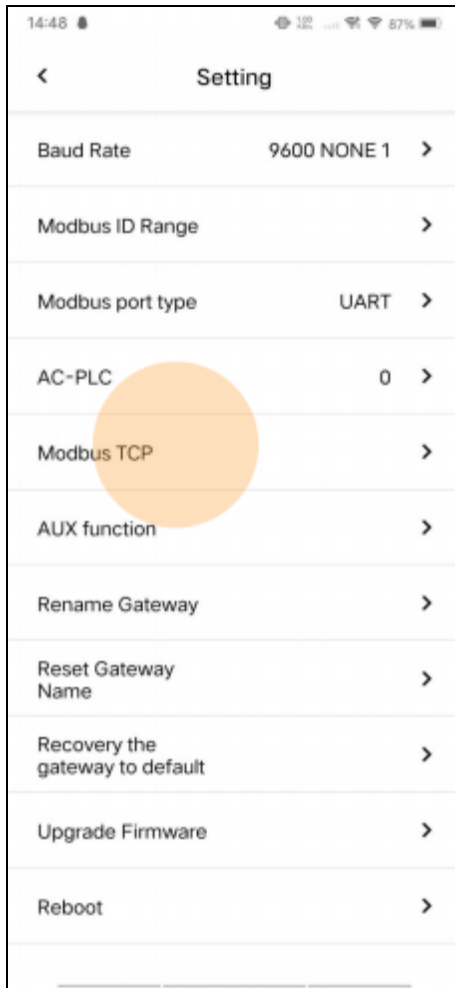 14:48
87%
Setting
Baud Rate 9600 NONE 1
Modbus ID Range
Modbus port type UART
AC-PLC 0
Modbus TCP
AUX function
Rename Gateway
Reset Gateway
Name
Recovery the
gateway to default
Upgrade Firmware
Reboot